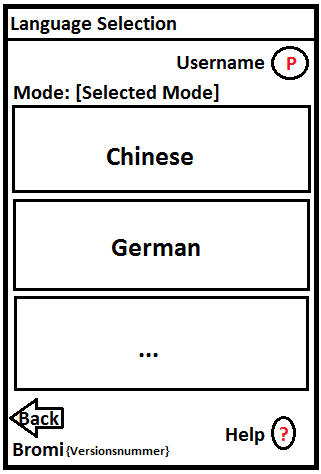 Language Selection
Username P
Mode: [Selected Mode]
Chinese
German
...
Back
Help ?
Bromi {Versionsnummer}